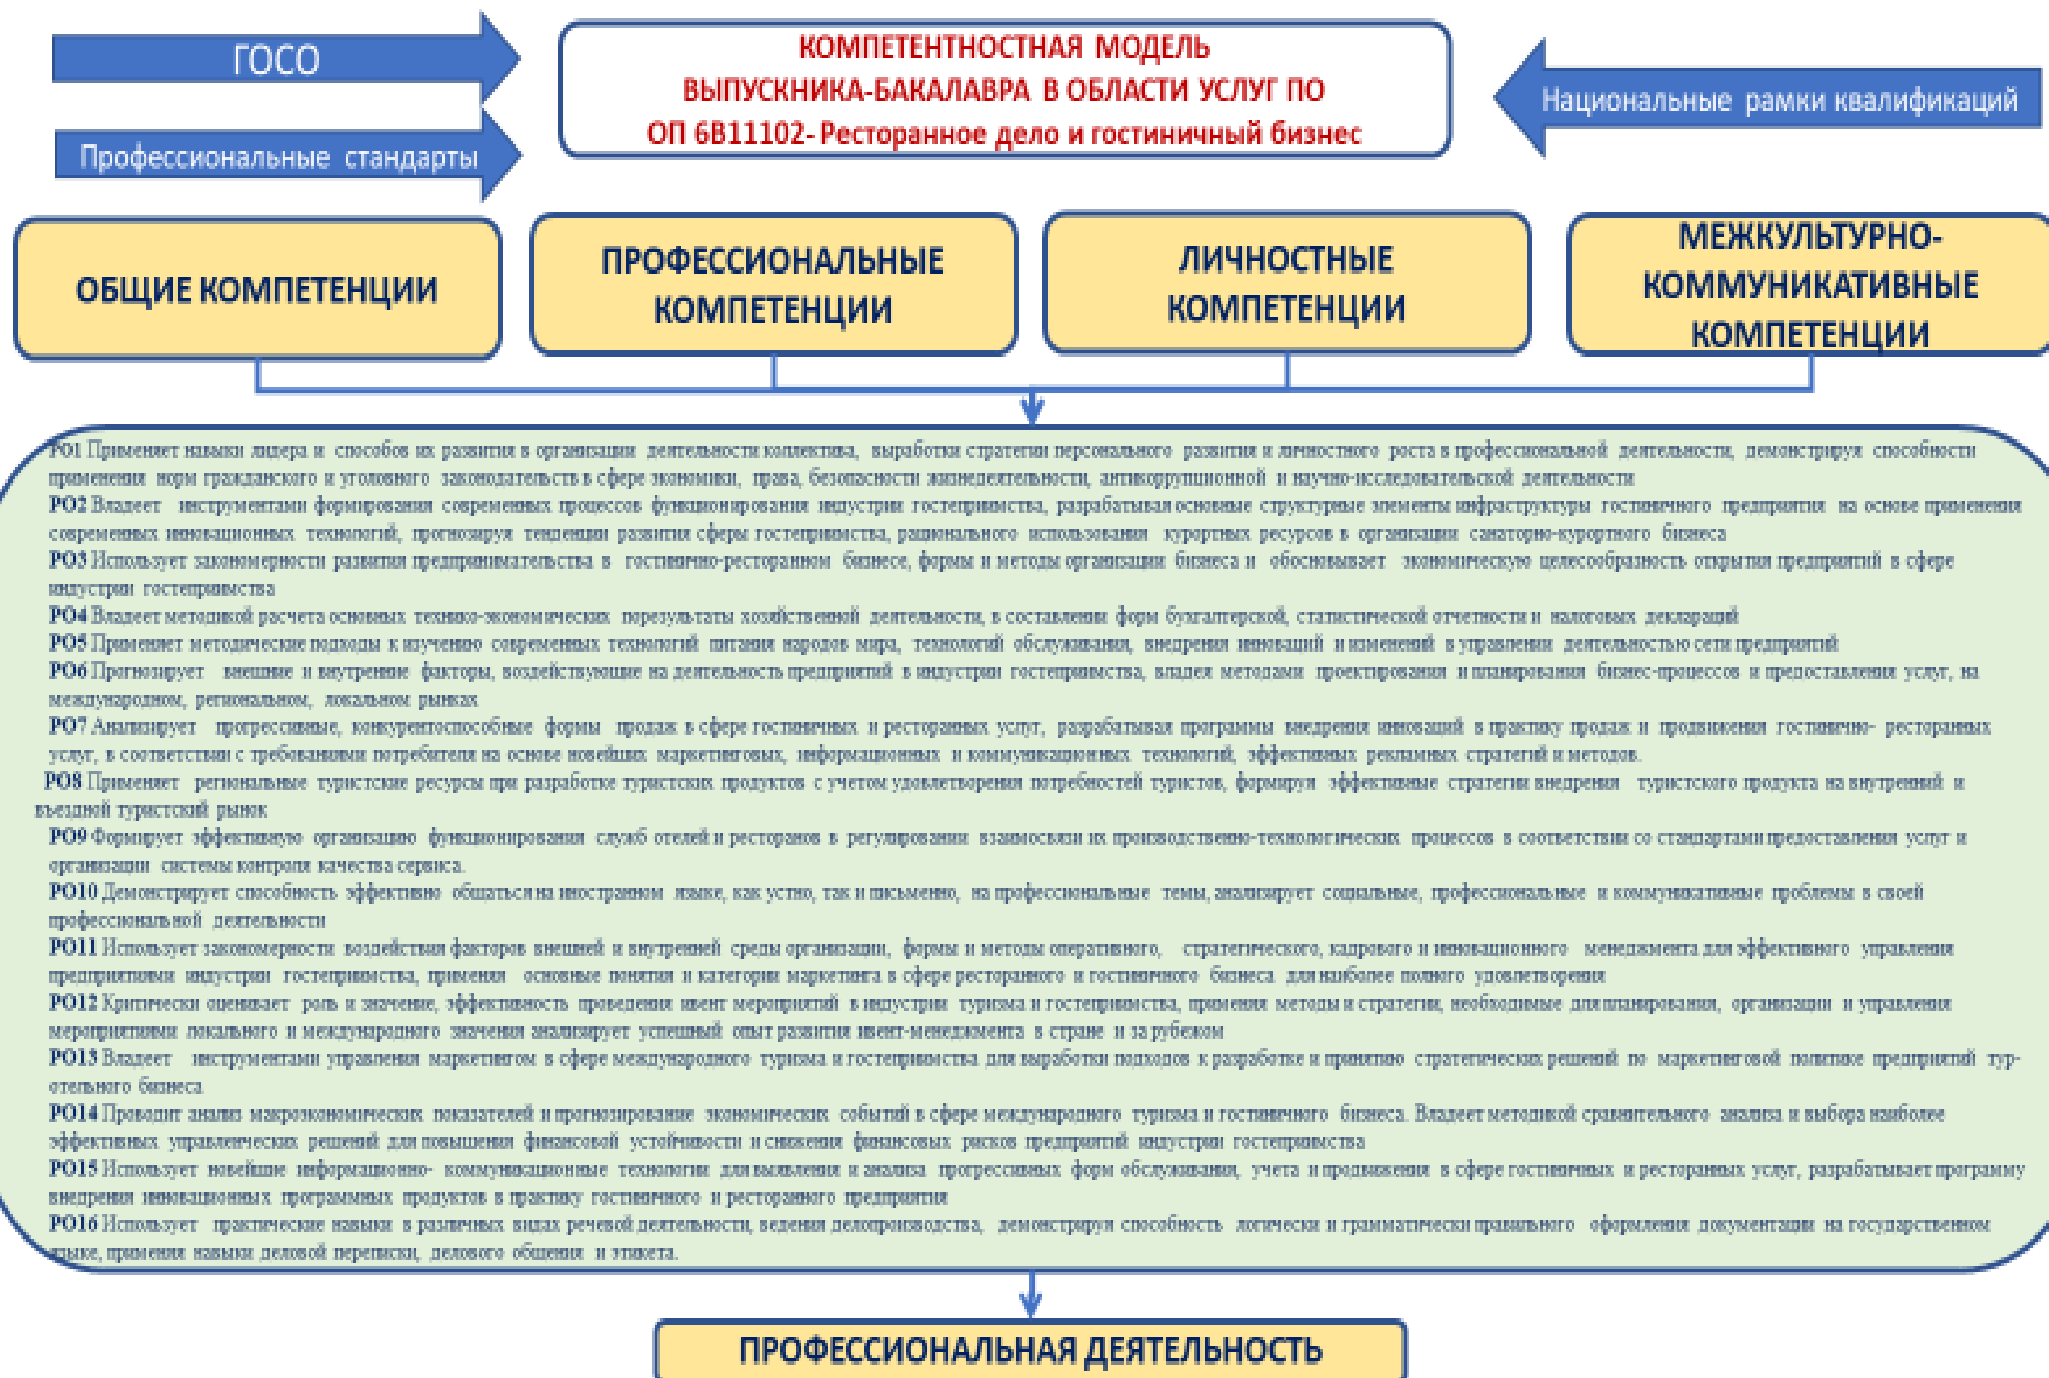 ГОСО
Профессиональные стандарты
КОМПЕТЕНТНОСТНАЯ МОДЕЛЬ
ВЫПУСКНИКА-БАКАЛАВРА В ОБЛАСТИ УСЛУГ ПО
ОП 6В11102- Ресторанное дело и гостиничный бизнес
Национальные рамки квалификаций
ОБЩИЕ КОМПЕТЕНЦИИ
ПРОФЕССИОНАЛЬНЫЕ
КОМПЕТЕНЦИИ
ЛИЧНОСТНЫЕ
КОМПЕТЕНЦИИ
МЕЖКУЛЬТУРНО-
КОММУНИКАТИВНЫЕ
КОМПЕТЕНЦИИ
РО1 Применяет навыки лидера и способов их развития в организации деятельности коллектива, выработки стратегии персонального развития и личностного роста в профессиональной деятельности, демонстрируя способности
применения норм гражданского и уголовного законодательств в сфере экономики, права, безопасности жизнедеятельности, антикоррупционной и научно-исследовательской деятельности
РО2 Владеет инструментами формирования современных процессов функционирования индустрии гостеприимства, разрабатывая основные структурные элементы инфраструктуры гостиничного предприятия на основе применения
современных инновационных технологий, прогнозируя тенденции развития сферы гостеприимства, рационального использования курортных ресурсов в организации санаторно-курортного бизнеса
РО3 Использует закономерности развития предпринимательства в гостинично-ресторанном бизнесе, формы и методы организации бизнеса и обосновывает экономическую целесообразность открытия предприятий в сфере
индустрии гостеприимства
РО4 Владеет методикой расчета основных технико-экономических порезультаты хозяйственной деятельности, в составлении форм бухгалтерской, статистической отчетности и налоговых деклараций
РО5 Применяет методические подходы к изучению современных технологий питания народов мира, технологий обслуживания, внедрения инноваций и изменений в управлении деятельностью сети предприятий
РО6 Прогнозирует внешние и внутренние факторы, воздействующие на деятельность предприятий в индустрии гостеприимства, владея методами проектирования и планирования бизнес-процессов и предоставления услуг, на
международном, региональном, локальном рынках
РО7 Анализирует прогрессивные, конкурентоспособные формы продаж в сфере гостиничных и ресторанных услуг, разрабатывая программы внедрения инноваций в практику продаж и продвижения гостинично- ресторанных
услуг, в соответствии с требованиями потребителя на основе новейших маркетинговых, информационных и коммуникационных технологий, эффективных рекламных стратегий и методов.
РО8 Применяет региональные туристские ресурсы при разработке туристских продуктов с учетом удовлетворения потребностей туристов, формируя эффективные стратегии внедрения туристского продукта на внутренний и
въездной туристский рынок
РО9 Формирует эффективную организацию функционирования служб отелей и ресторанов в регулировании взаимосвязи их производственно-технологических процессов в соответствии со стандартами предоставления услуг и
организации системы контроля качества сервиса.
РО10 Демонстрирует способность эффективно общаться на иностранном языке, как устно, так и письменно, на профессиональные темы, анализирует социальные, профессиональные и коммуникативные проблемы в своей
профессиональной деятельности
РО11 Использует закономерности воздействия факторов внешней и внутренней среды организации, формы и методы оперативного, стратегического, кадрового и инновационного менеджмента для эффективного управления
предприятиями индустрии гостеприимства, применяя основные понятия и категории маркетинга в сфере ресторанного и гостиничного бизнеса для наиболее полного удовлетворения
РО12 Критически оценивает роль и значение, эффективность проведения ивент мероприятий в индустрии туризма и гостеприимства, применяя методы и стратегии, необходимые для планирования, организации и управления
мероприятиями локального и международного значения анализирует успешный опыт развития ивент-менеджмента в стране и за рубежом
РО13 Владеет инструментами управления маркетингом в сфере международного туризма и гостеприимства для выработки подходов к разработке и принятию стратегических решений по маркетинговой политике предприятий тур-
отельного бизнеса
РО14 Проводит анализ макроэкономических показателей и прогнозирование экономических событий в сфере международного туризма и гостиничного бизнеса. Владеет методикой сравнительного анализа и выбора наиболее
эффективных управленческих решений для повышения финансовой устойчивости и снижения финансовых рисков предприятий индустрии гостеприимства
РО15 Использует новейшие информационно- коммуникационные технологии для выявления и анализа прогрессивных форм обслуживания, учета и продвижения в сфере гостиничных и ресторанных услуг, разрабатывает программу
внедрения инновационных программных продуктов в практику гостиничного и ресторанного предприятия
РО16 Использует практические навыки в различных видах речевой деятельности, ведения делопроизводства, демонстрируя способность логически и грамматически правильного оформления документации на государственном
языке, применяя навыки деловой переписки, делового общения и этикета.
ПРОФЕССИОНАЛЬНАЯ ДЕЯТЕЛЬНОСТЬ